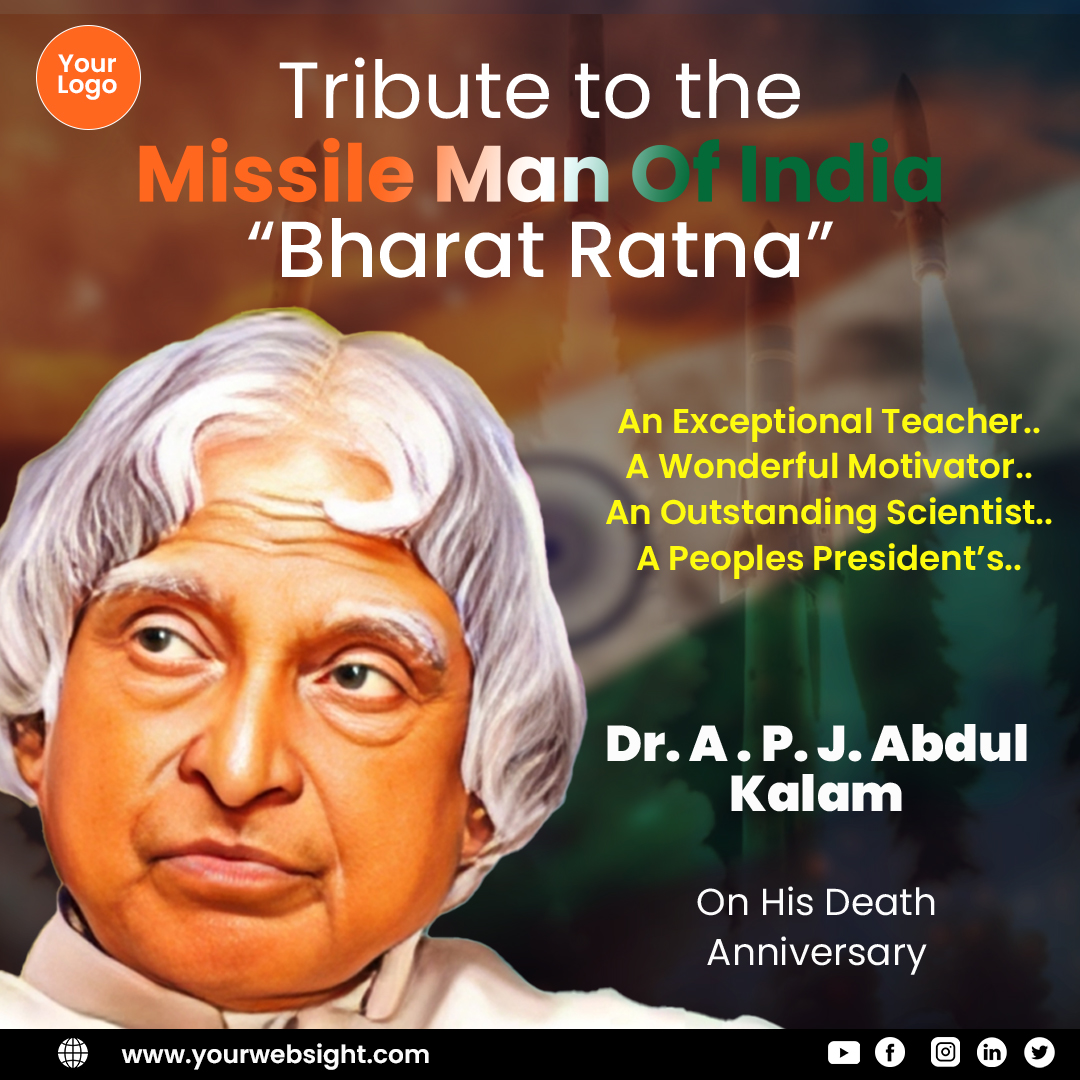 Your
Logo
Tribute to the
Missile Man Of India
“Bharat Ratna”
An Exceptional Teacher..
A Wonderful Motivator..
An Outstanding Scientist..
A Peoples President’s..
Dr. A . P. J. Abdul
Kalam
On His Death
Anniversary
www.yourwebsight.com